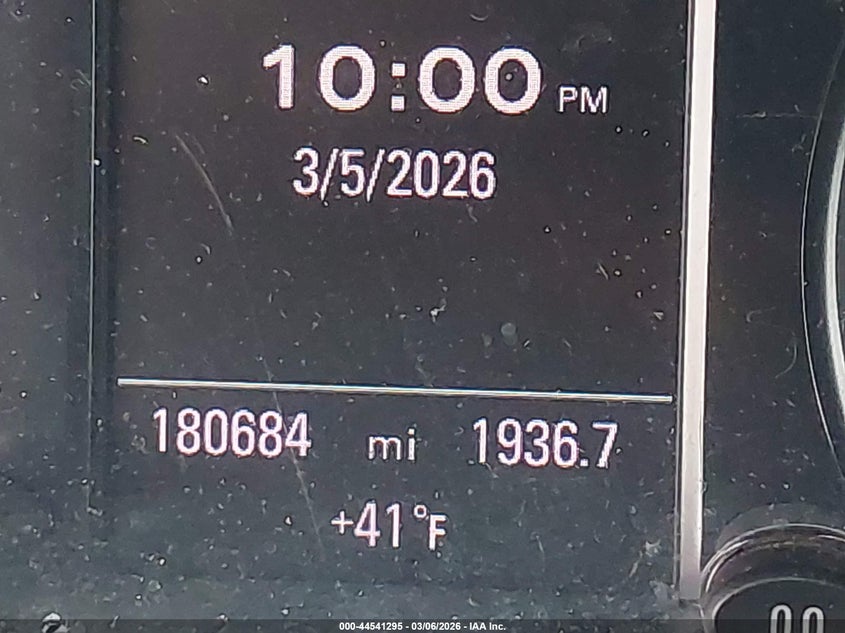 10:00 PM
3/5/2026
180684 mi 1936.7
+41°F
000-44541295 - 03/06/2026 - IAA Inc.